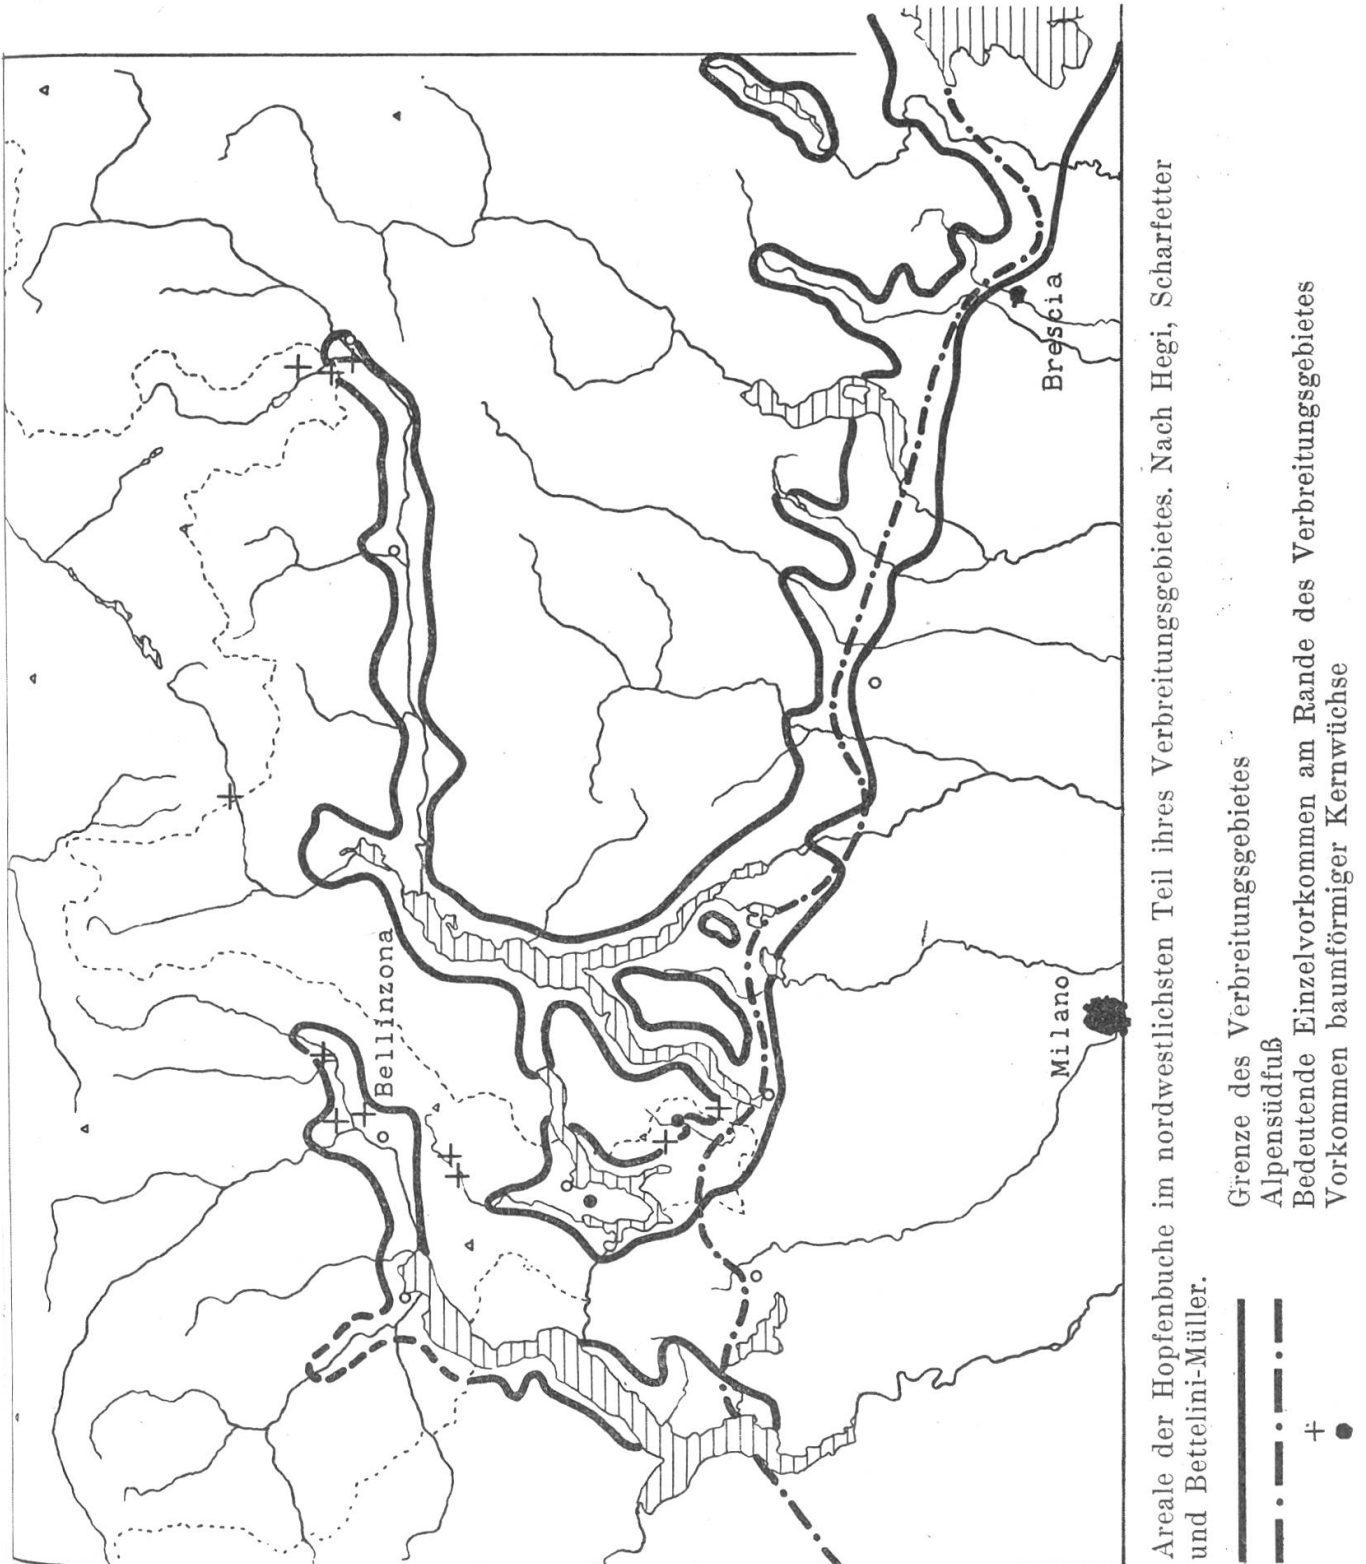 Bellinzona
Milano
Brescia
Areale der Hopfenbuche im nordwestlichsten Teil ihres Verbreitungsgebietes. Nach Hegi, Scharfetter
und Bettelini-Müller.
Grenze des Verbreitungsgebietes
Alpensüdfuß
Bedeutende Einzelvorkommen am Rande des Verbreitungsgebietes
Vorkommen baumförmiger Kernwüchse